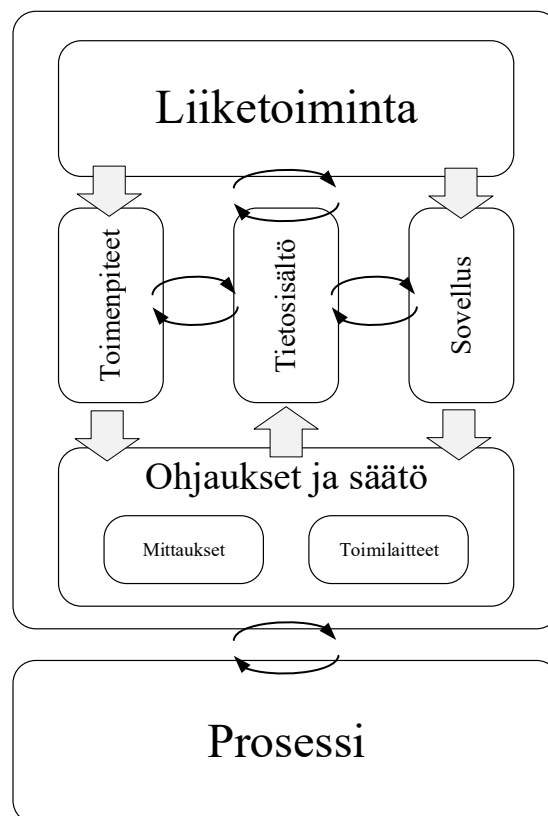 Liiketoiminta
Toimenpiteet
Tietosisältö
Sovellus
Ohjaukset ja säätö
Mittaukset
Toimilaitteet
Prosessi